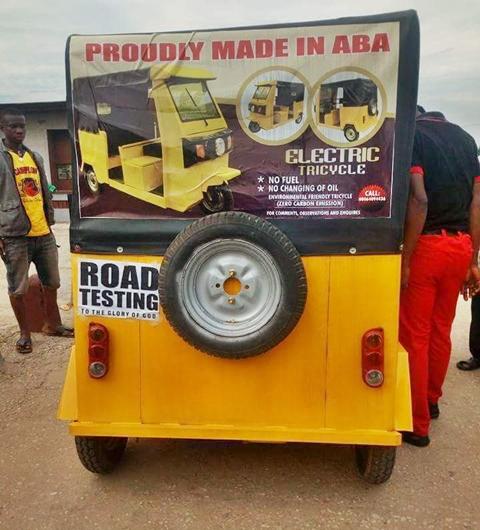 PROUDLY MADE IN ABA
ELECTRIC
TRICYCLE
* NO FUEL
* NO CHANGING OF OIL
ENVIRONMENTAL FRIENDLY TRICYCLE
(ZERO CARBON EMISSION)
FOR COMMENTS, OBSERVATIONS AND ENQUIRIES
CALL:
ROAD
TESTING
TO THE GLORY OF GOD